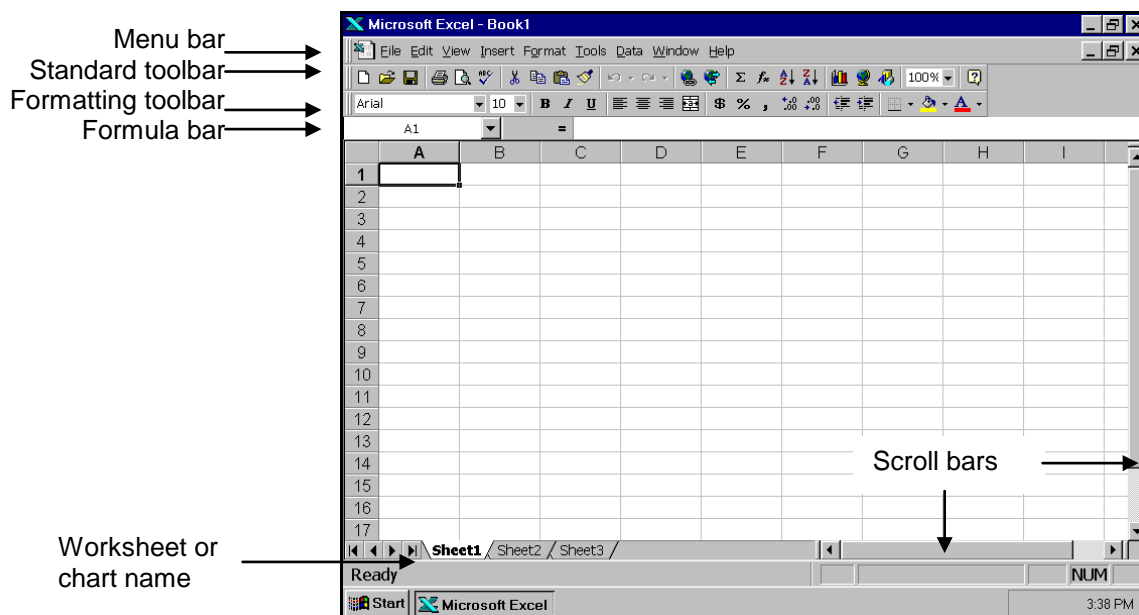 Microsoft Excel - Book1
Menu bar
File Edit View Insert Format Tools Data Window Help
Standard toolbar
100%
Formatting toolbar
Arial 10 B I U $ % ,
Formula bar
A1 =
A B C D E F G H I
1
2
3
4
5
6
7
8
9
10
11
12
13
14
Scroll bars
15
16
17
Worksheet or
chart name
Sheet1 Sheet2 Sheet3
Ready NUM
Start Microsoft Excel 3:38 PM